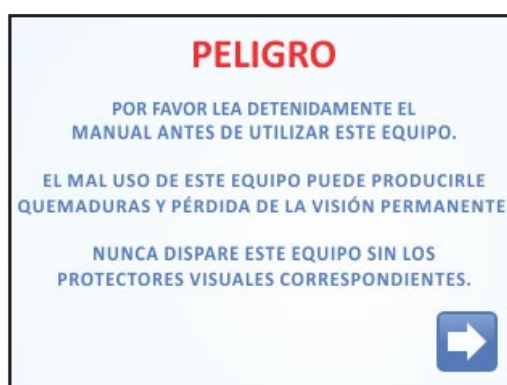 PELIGRO
POR FAVOR LEA DETENIDAMENTE EL
MANUAL ANTES DE UTILIZAR ESTE EQUIPO.
EL MAL USO DE ESTE EQUIPO PUEDE PRODUCIRLE
QUEMADURAS Y PÉRDIDA DE LA VISIÓN PERMANENTE
NUNCA DISPARE ESTE EQUIPO SIN LOS
PROTECTORES VISUALES CORRESPONDIENTES.